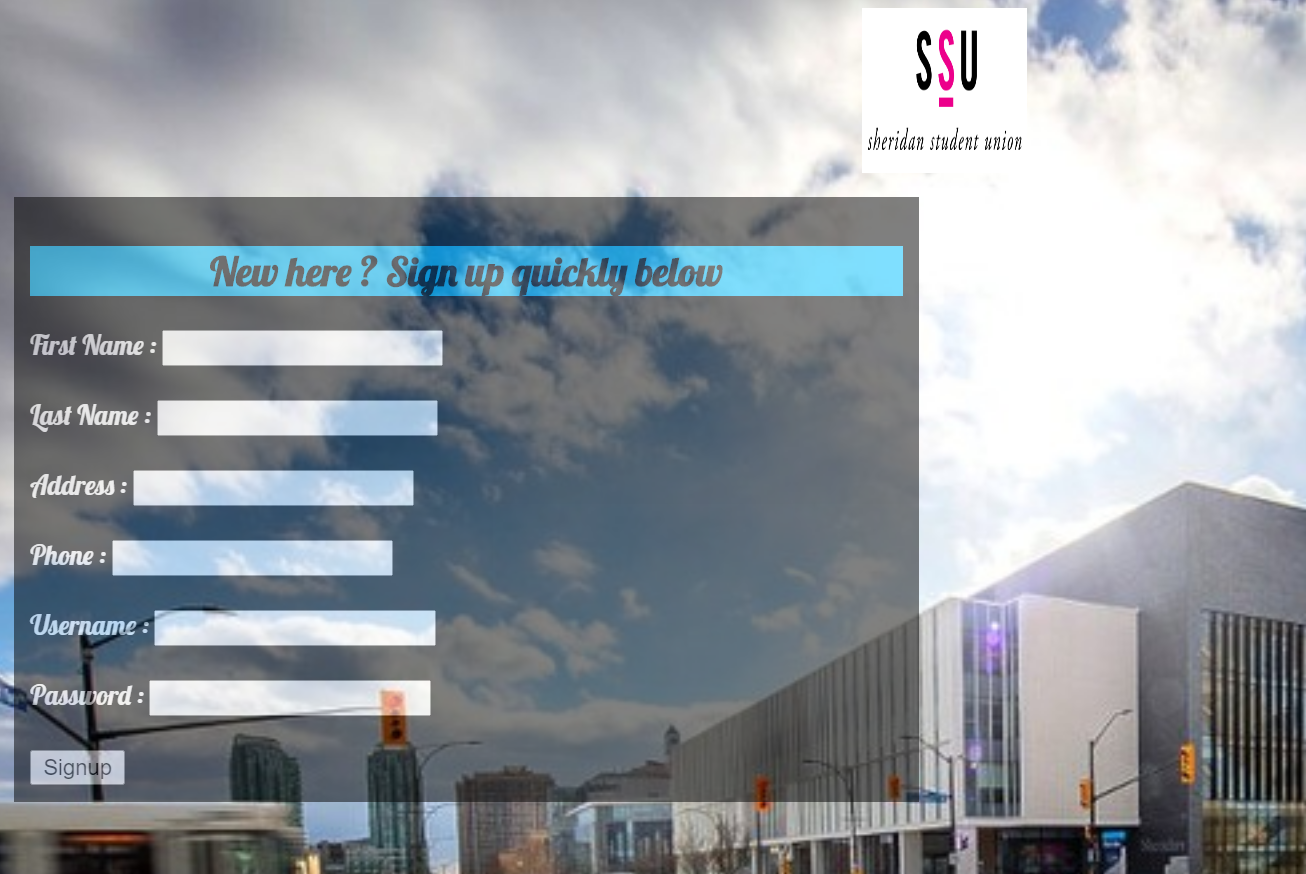 SSU
sheridan student union
New here ? Sign up quickly below
First Name :
Last Name :
Address :
Phone :
Username :
Password :
Signup